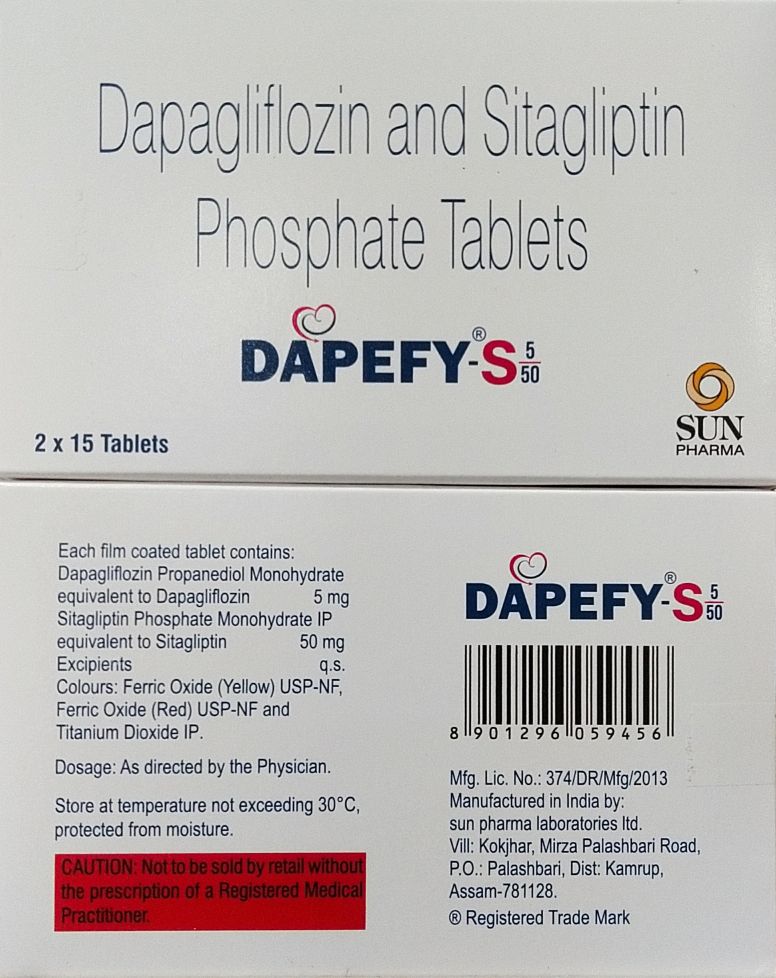 Dapagliflozin and Sitagliptin
Phosphate Tablets
DAPEFY®-S 5/50
2 x 15 Tablets
SUN
PHARMA
Each film coated tablet contains:
Dapagliflozin Propanediol Monohydrate
equivalent to Dapagliflozin 5 mg
Sitagliptin Phosphate Monohydrate IP
equivalent to Sitagliptin 50 mg
Excipients q.s.
Colours: Ferric Oxide (Yellow) USP-NF,
Ferric Oxide (Red) USP-NF and
Titanium Dioxide IP.
Dosage: As directed by the Physician.
Store at temperature not exceeding 30°C,
protected from moisture.
CAUTION: Not to be sold by retail without
the prescription of a Registered Medical
Practitioner.
DAPEFY®-S 5/50
8 901296 059456
Mfg. Lic. No.: 374/DR/Mfg/2013
Manufactured in India by:
sun pharma laboratories ltd.
Vill: Kokjhar, Mirza Palashbari Road,
P.O.: Palashbari, Dist: Kamrup,
Assam-781128.
® Registered Trade Mark